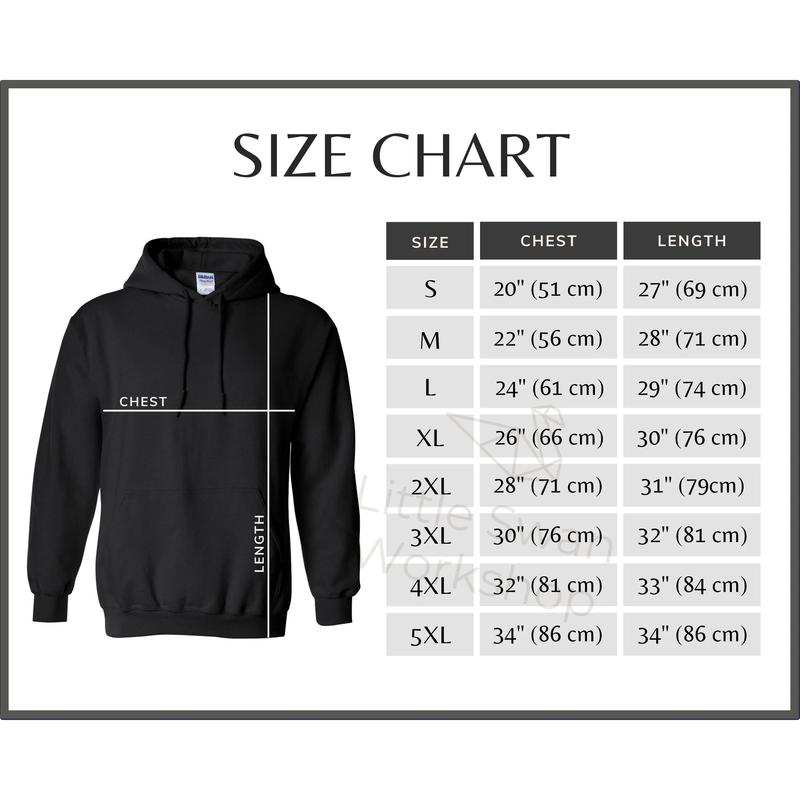 SIZE CHART
SIZE CHEST LENGTH
S 20" (51 cm) 27" (69 cm)
M 22" (56 cm) 28" (71 cm)
L 24" (61 cm) 29" (74 cm)
XL 26" (66 cm) 30" (76 cm)
2XL 28" (71 cm) 31" (79cm)
3XL 30" (76 cm) 32" (81 cm)
4XL 32" (81 cm) 33" (84 cm)
5XL 34" (86 cm) 34" (86 cm)
CHEST
LENGTH
Little Swan
Workshop